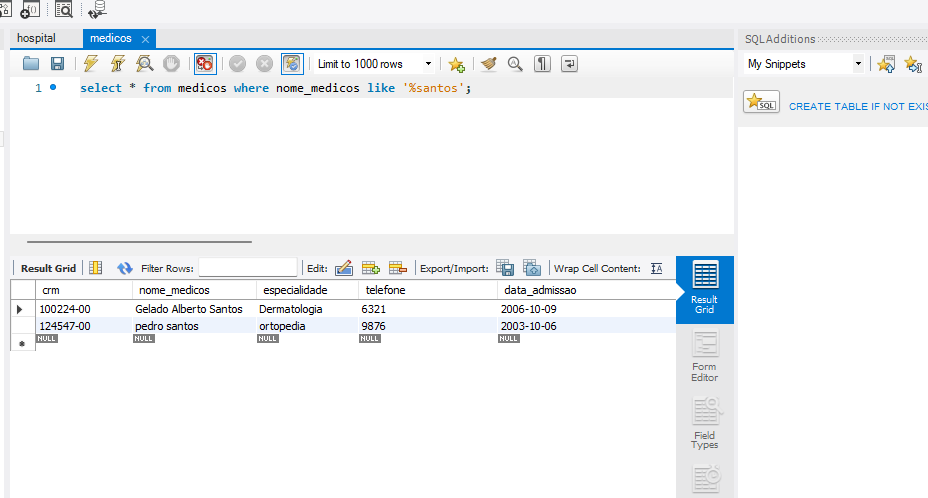 hospital
medicos
SQLAdditions
Limit to 1000 rows
My Snippets
1
select * from medicos where nome_medicos like '%santos';
SQL
CREATE TABLE IF NOT EXIS
Result Grid
Filter Rows:
Edit:
Export/Import:
Wrap Cell Content:
crm nome_medicos especialidade telefone data_admissao
100224-00 Gelado Alberto Santos Dermatologia 6321 2006-10-09
124547-00 pedro santos ortopedia 9876 2003-10-06
NULL NULL NULL NULL NULL
Result
Grid
Form
Editor
Field
Types